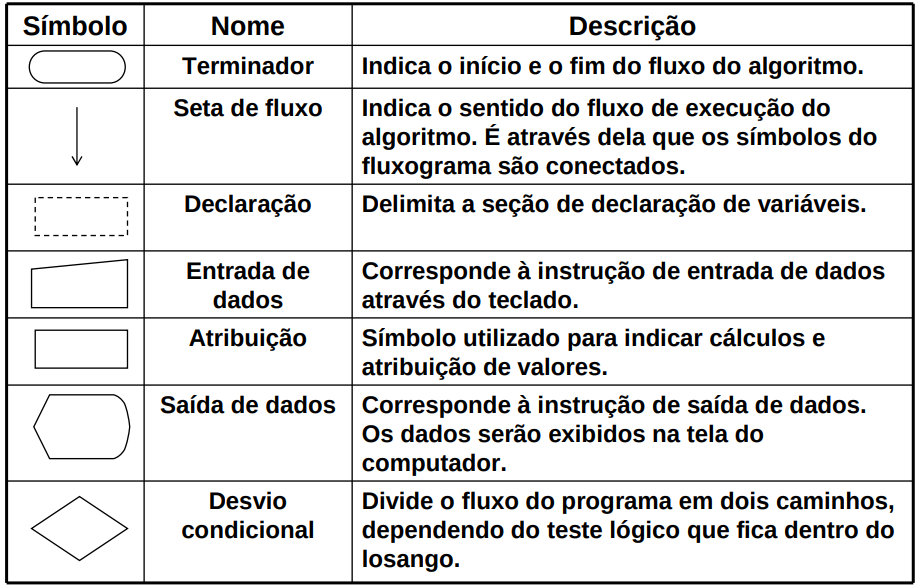 Símbolo Nome Descrição
Terminador Indica o início e o fim do fluxo do algoritmo.
Seta de fluxo Indica o sentido do fluxo de execução do
algoritmo. É através dela que os símbolos do
fluxograma são conectados.
Declaração Delimita a seção de declaração de variáveis.
Entrada de Corresponde à instrução de entrada de dados
dados através do teclado.
Atribuição Símbolo utilizado para indicar cálculos e
atribuição de valores.
Saída de dados Corresponde à instrução de saída de dados.
Os dados serão exibidos na tela do
computador.
Desvio Divide o fluxo do programa em dois caminhos,
condicional dependendo do teste lógico que fica dentro do
losango.